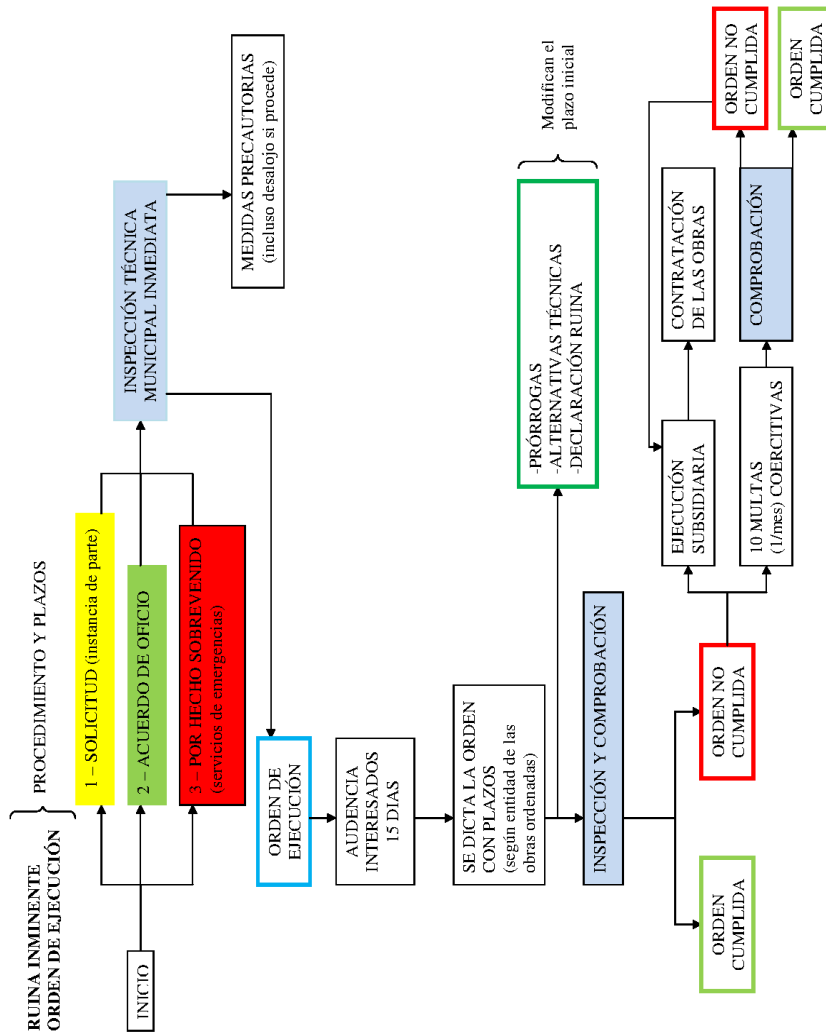 RUINA INMINENTE
ORDEN DE EJECUCIÓN
PROCEDIMIENTO Y PLAZOS
INICIO
1 – SOLICITUD (instancia de parte)
2 – ACUERDO DE OFICIO
3 – POR HECHO SOBREVENIDO
(servicios de emergencias)
INSPECCIÓN TÉCNICA
MUNICIPAL INMEDIATA
MEDIDAS PRECAUTORIAS
(incluso desalojo si procede)
ORDEN DE
EJECUCIÓN
AUDENCIA
INTERESADOS
15 DIAS
SE DICTA LA ORDEN
CON PLAZOS
(según entidad de las
obras ordenadas)
-PRÓRROGAS
-ALTERNATIVAS TÉCNICAS
-DECLARACIÓN RUINA
Modifican el
plazo inicial
INSPECCIÓN Y COMPROBACIÓN
ORDEN
CUMPLIDA
ORDEN NO
CUMPLIDA
EJECUCIÓN
SUBSIDIARIA
CONTRATACIÓN
DE LAS OBRAS
10 MULTAS
(1/mes) COERCITIVAS
COMPROBACIÓN
ORDEN NO
CUMPLIDA
ORDEN
CUMPLIDA